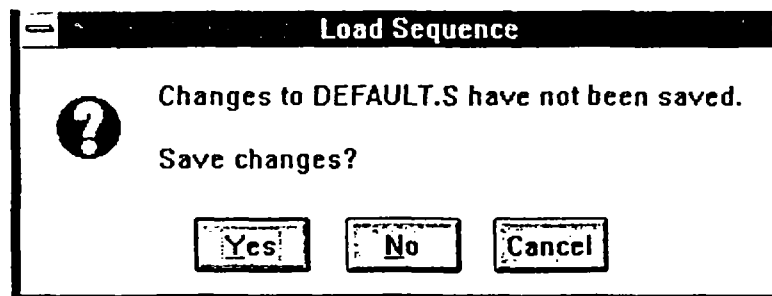 Load Sequence
Changes to DEFAULT.S have not been saved.
Save changes?
Yes No Cancel